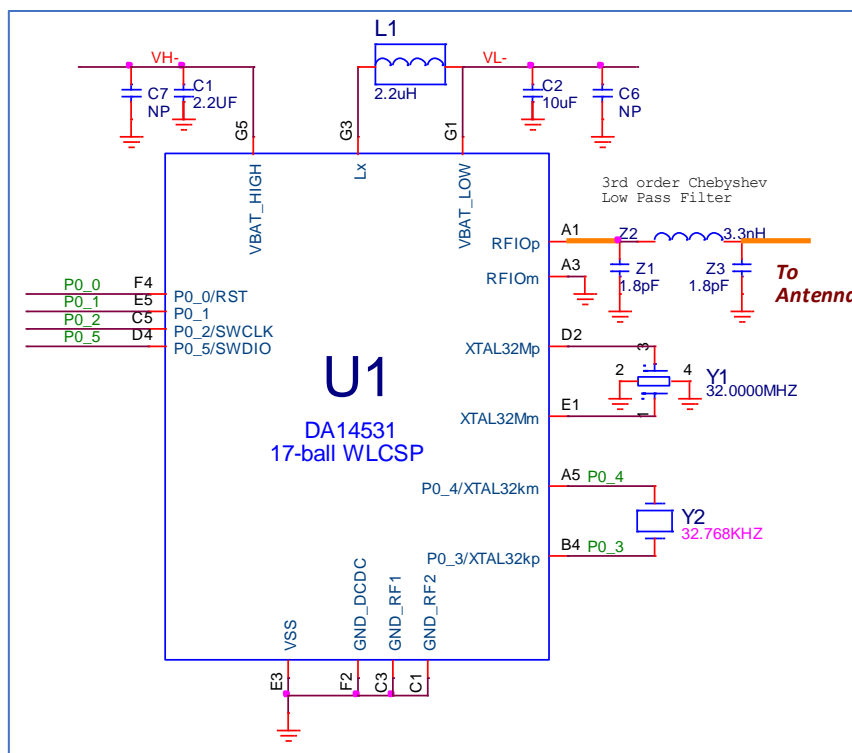 L1
VH-
VL-
C7
NP
C1
2.2UF
2.2uH
C2
10uF
C6
NP
G5
G3
G1
VBAT_HIGH
Lx
VBAT_LOW
3rd order Chebyshev
Low Pass Filter
RFIOp
A1
Z2
3.3nH
RFIOm
A3
Z1
1.8pF
Z3
1.8pF
To
Antenna
P0_0
F4
P0_0/RST
P0_1
E5
P0_1
P0_2
C5
P0_2/SWCLK
P0_5
D4
P0_5/SWDIO
XTAL32Mp
D2
3
2
4
Y1
32.0000MHZ
XTAL32Mm
E1
1
U1
DA14531
17-ball WLCSP
P0_4/XTAL32km
A5
P0_4
Y2
32.768KHZ
P0_3/XTAL32kp
B4
P0_3
VSS
GND_DCDC
GND_RF1
GND_RF2
E3
F2
C3
C1